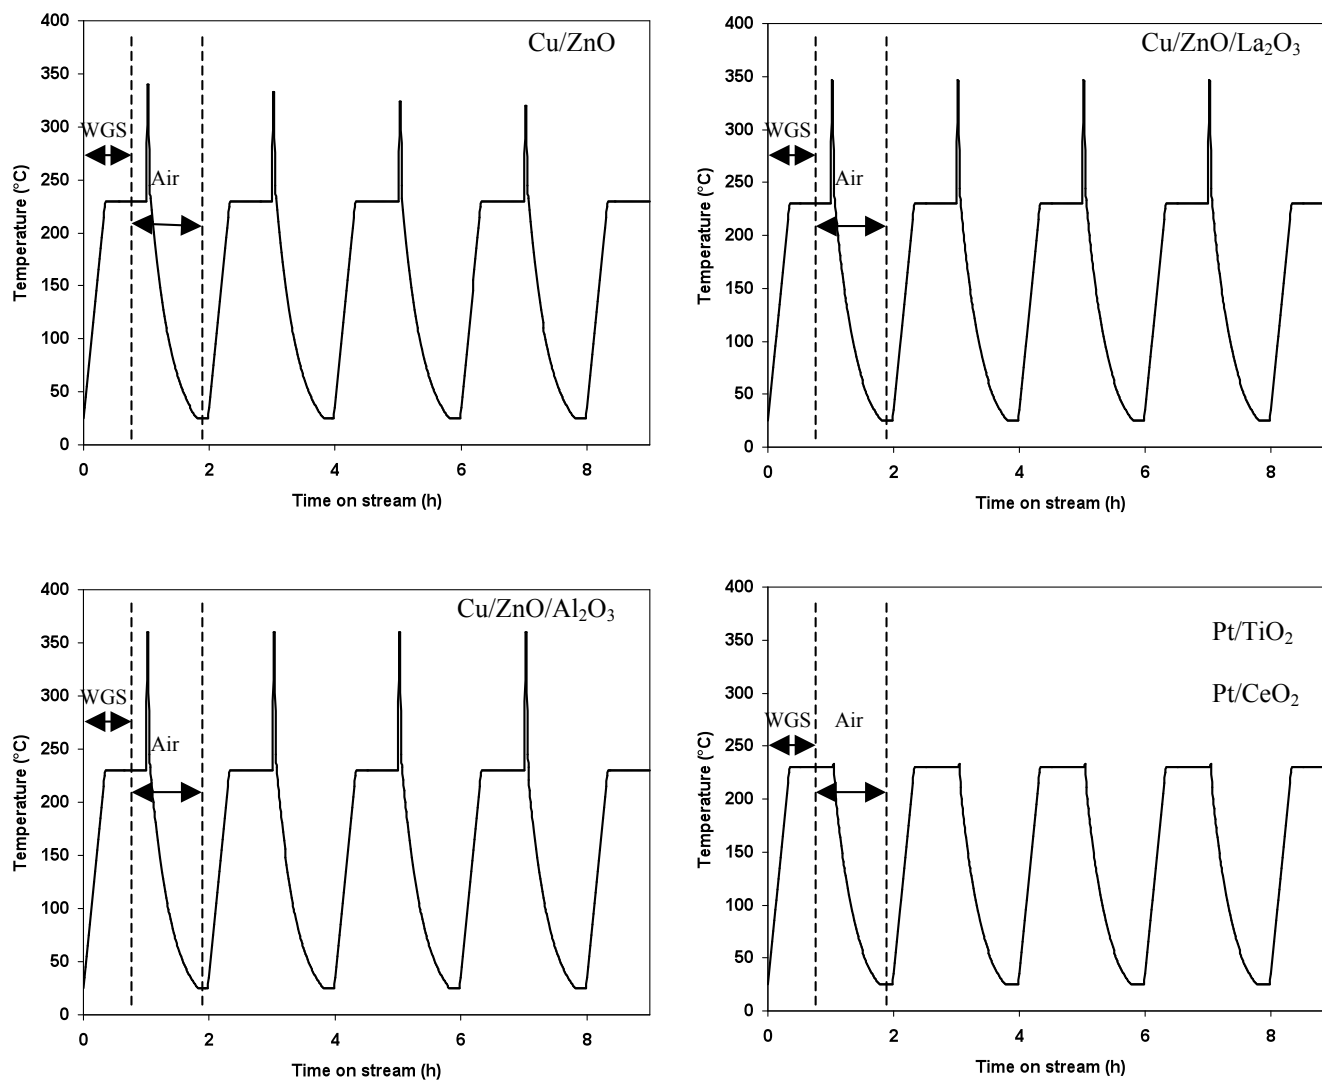 400
350
300
250
200
150
100
50
0
Temperature (°C)
Cu/ZnO
WGS
Air
0 2 4 6 8
Time on stream (h)
400
350
300
250
200
150
100
50
0
Temperature (°C)
Cu/ZnO/La₂O₃
WGS
Air
0 2 4 6 8
Time on stream (h)
400
350
300
250
200
150
100
50
0
Temperature (°C)
Cu/ZnO/Al₂O₃
WGS
Air
0 2 4 6 8
Time on stream (h)
400
350
300
250
200
150
100
50
0
Temperature (°C)
Pt/TiO₂
Pt/CeO₂
WGS Air
0 2 4 6 8
Time on stream (h)